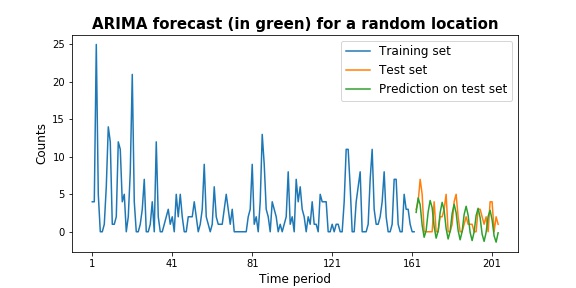 ARIMA forecast (in green) for a random location
25
20
15
10
5
0
Counts
Training set
Test set
Prediction on test set
1 41 81 121 161 201
Time period